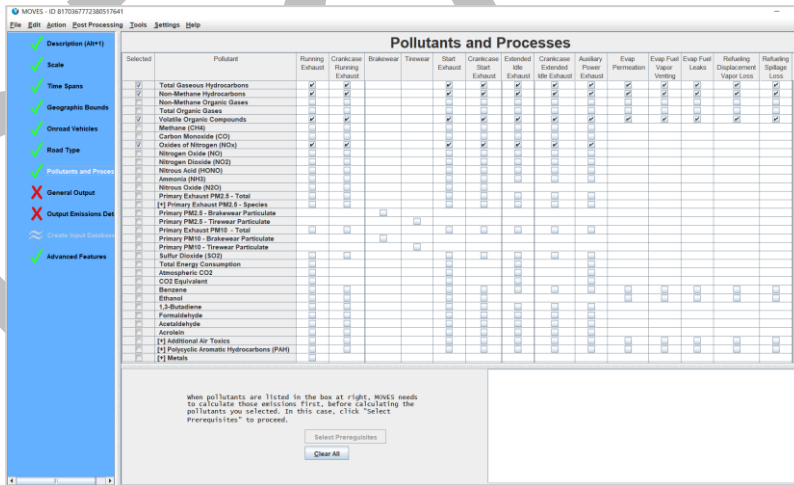 MOVES - ID 8170367772380517641
File Edit Action Post Processing Tools Settings Help
Description (Alt+1)
Scale
Time Spans
Geographic Bounds
Onroad Vehicles
Road Type
Pollutants and Proces
General Output
Output Emissions Det
Create Input Database
Advanced Features
Pollutants and Processes
Selected Pollutant Running Exhaust Crankcase Running Exhaust Brakewear Tirewear Start Exhaust Crankcase Start Exhaust Extended Idle Exhaust Crankcase Extended Idle Exhaust Auxiliary Power Exhaust Evap Permeation Evap Fuel Vapor Venting Evap Fuel Leaks Refueling Displacement Vapor Loss Refueling Spillage Loss
Total Gaseous Hydrocarbons
Non-Methane Hydrocarbons
Non-Methane Organic Gases
Total Organic Gases
Volatile Organic Compounds
Methane (CH4)
Carbon Monoxide (CO)
Oxides of Nitrogen (NOx)
Nitrogen Oxide (NO)
Nitrogen Dioxide (NO2)
Nitrous Acid (HONO)
Ammonia (NH3)
Nitrous Oxide (N2O)
Primary Exhaust PM2.5 - Total
[+] Primary Exhaust PM2.5 - Species
Primary PM2.5 - Brakewear Particulate
Primary PM2.5 - Tirewear Particulate
Primary Exhaust PM10 - Total
Primary PM10 - Brakewear Particulate
Primary PM10 - Tirewear Particulate
Sulfur Dioxide (SO2)
Total Energy Consumption
Atmospheric CO2
CO2 Equivalent
Benzene
Ethanol
1,3-Butadiene
Formaldehyde
Acetaldehyde
Acrolein
[+] Additional Air Toxics
[+] Polycyclic Aromatic Hydrocarbons (PAH)
[+] Metals
When pollutants are listed in the box at right, MOVES needs
to calculate those emissions first, before calculating the
pollutants you selected. In this case, click "Select
Prerequisites" to proceed.
Select Prerequisites
Clear All